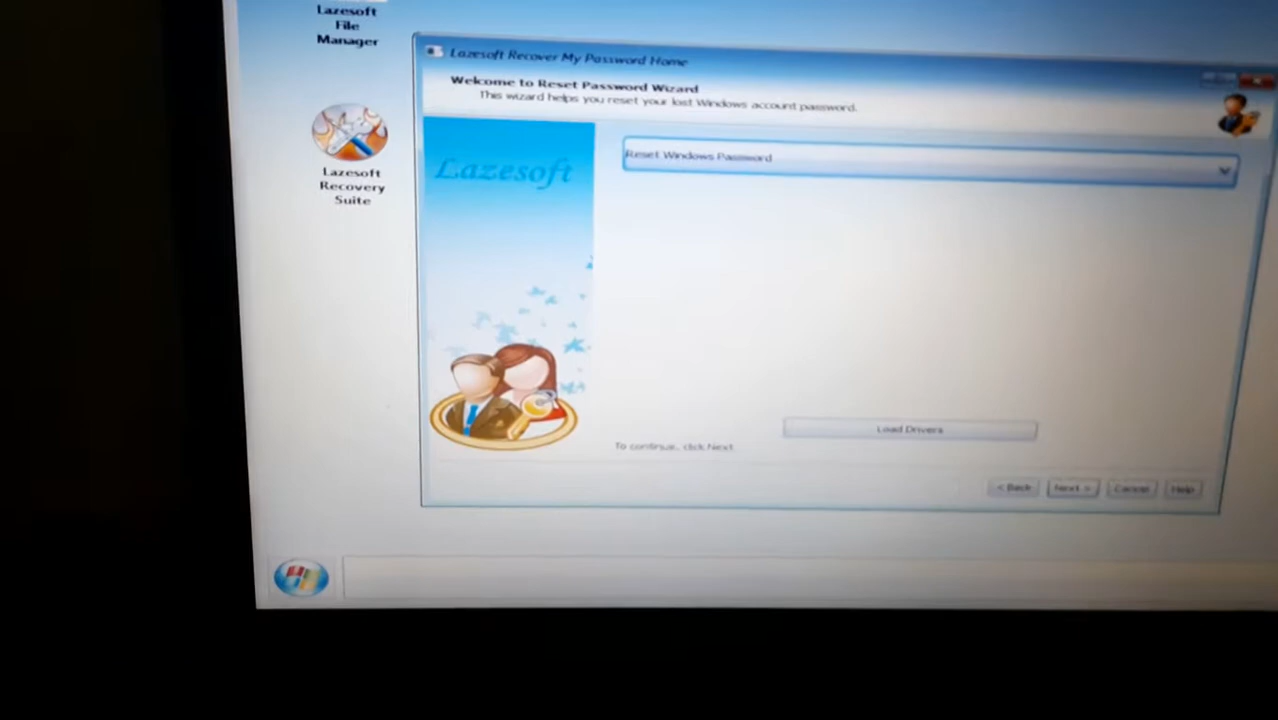 Lazesoft
File
Manager
Lazesoft
Recovery
Suite
Lazesoft Recover My Password Home
Welcome to Reset Password Wizard
This wizard helps you reset your lost Windows account password.
Lazesoft
Reset Windows Password
Load Drivers
To continue, click Next
< Back
Next >
Cancel
Help